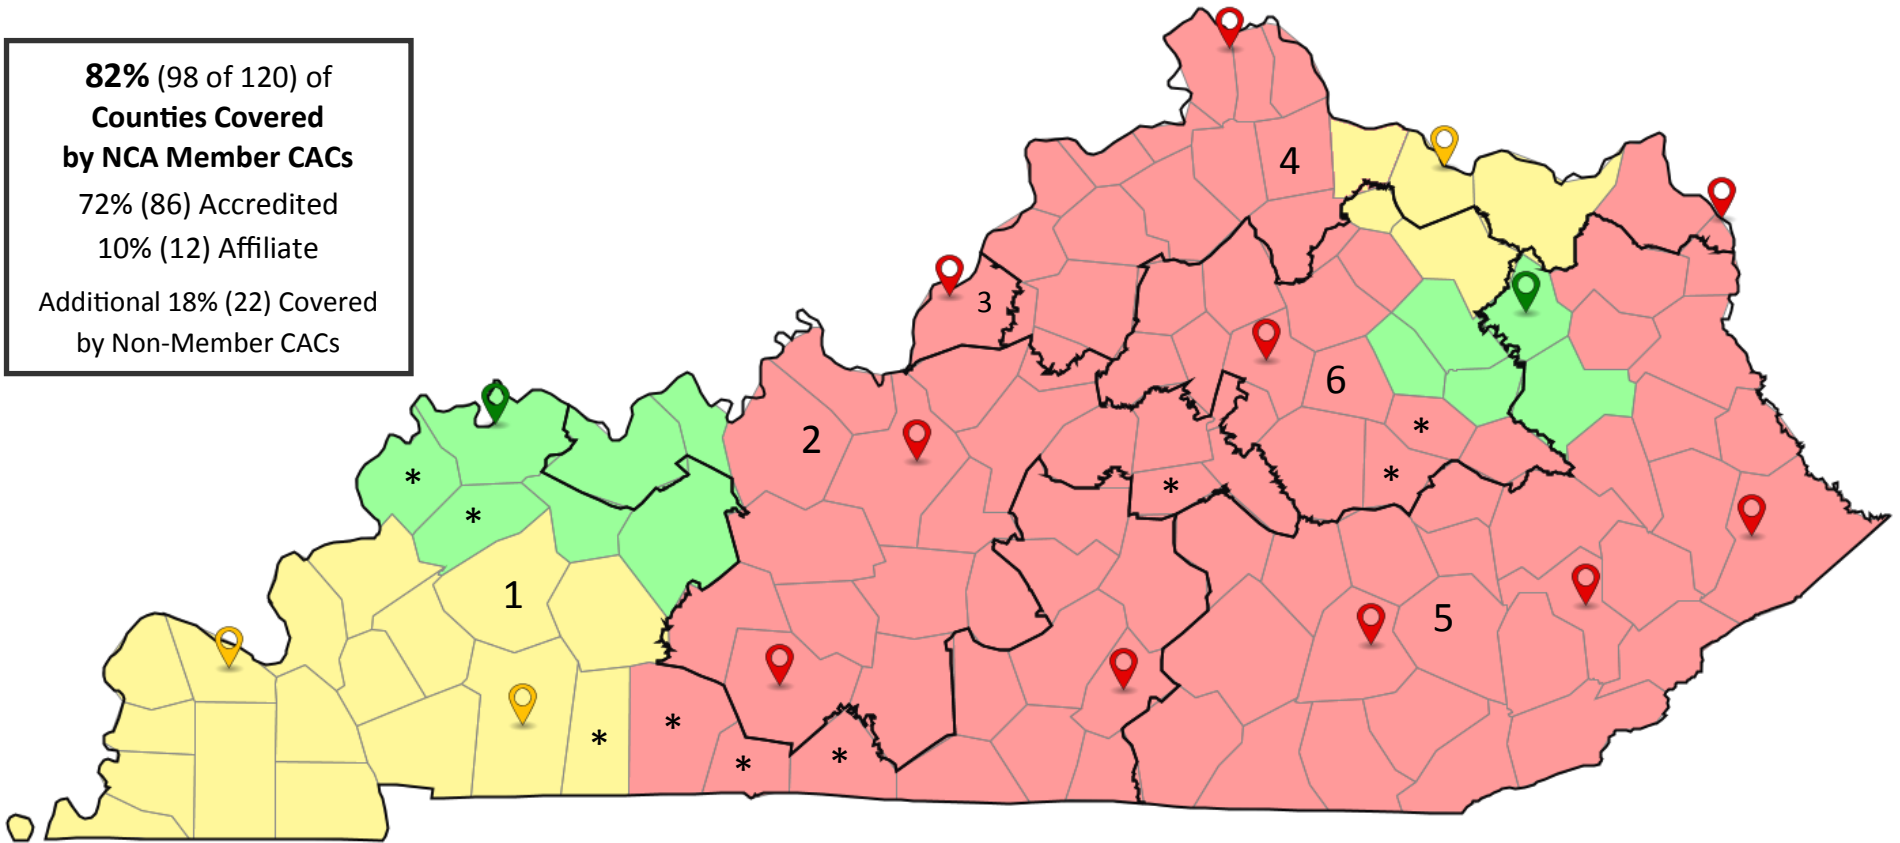 82% (98 of 120) of
Counties Covered
by NCA Member CACs
72% (86) Accredited
10% (12) Affiliate
Additional 18% (22) Covered
by Non-Member CACs
4
3
6
2
*
*
*
*
*
1
5
*
*
*
*